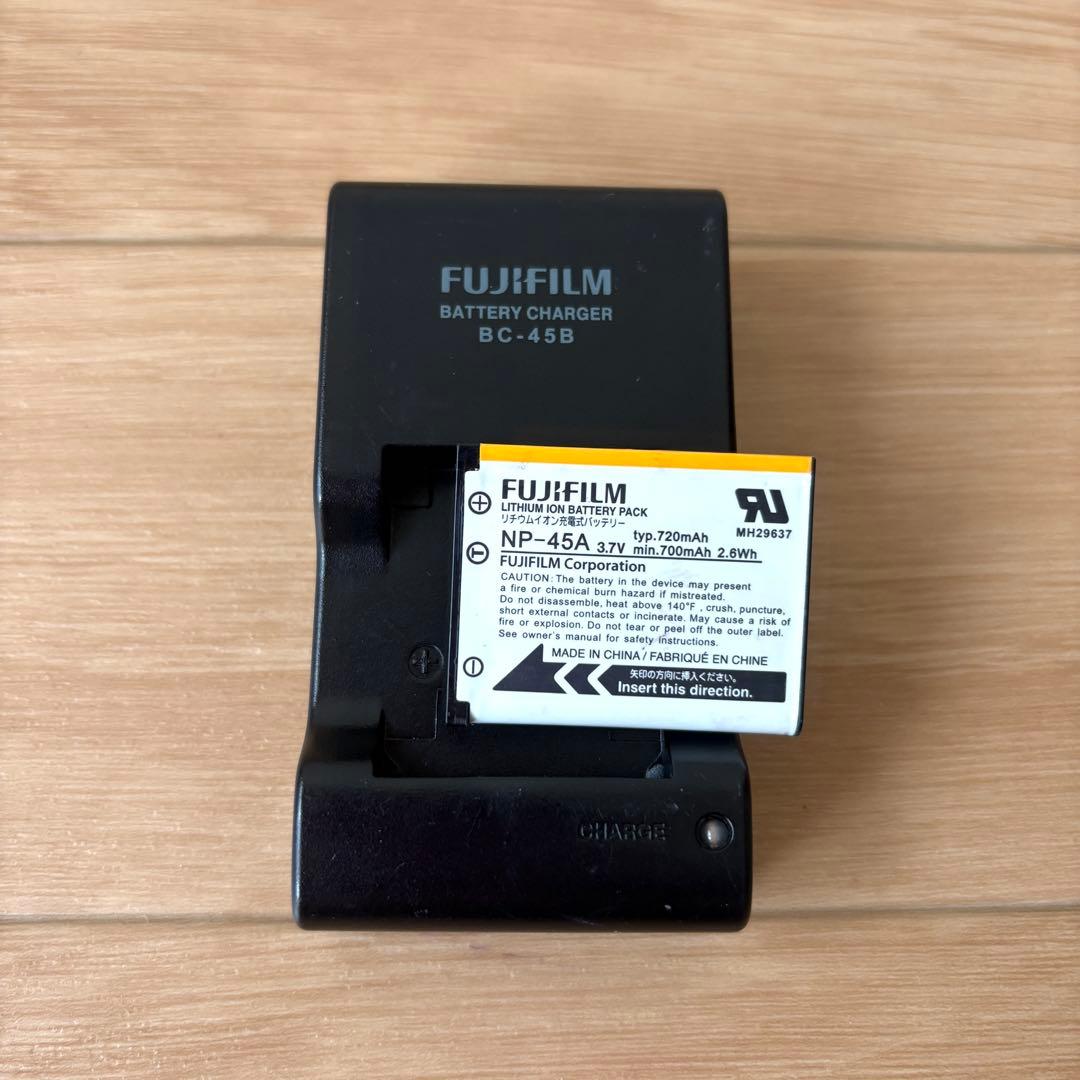 FUJIFILM
BATTERY CHARGER
BC-45B
FUJIFILM
LITHIUM ION BATTERY PACK
リチウムイオン充電式バッテリー
NP-45A 3.7V typ.720mAh min.700mAh 2.6Wh
MH29637
FUJIFILM Corporation
CAUTION: The battery in the device may present
a fire or chemical burn hazard if mistreated.
Do not disassemble, heat above 140°F , crush, puncture,
short external contacts or incinerate. May cause a risk of
fire or explosion. Do not tear or peel off the outer label.
See owner's manual for safety instructions.
MADE IN CHINA / FABRIQUÉ EN CHINE
矢印の方向に挿入ください。
Insert this direction.
CHARGE